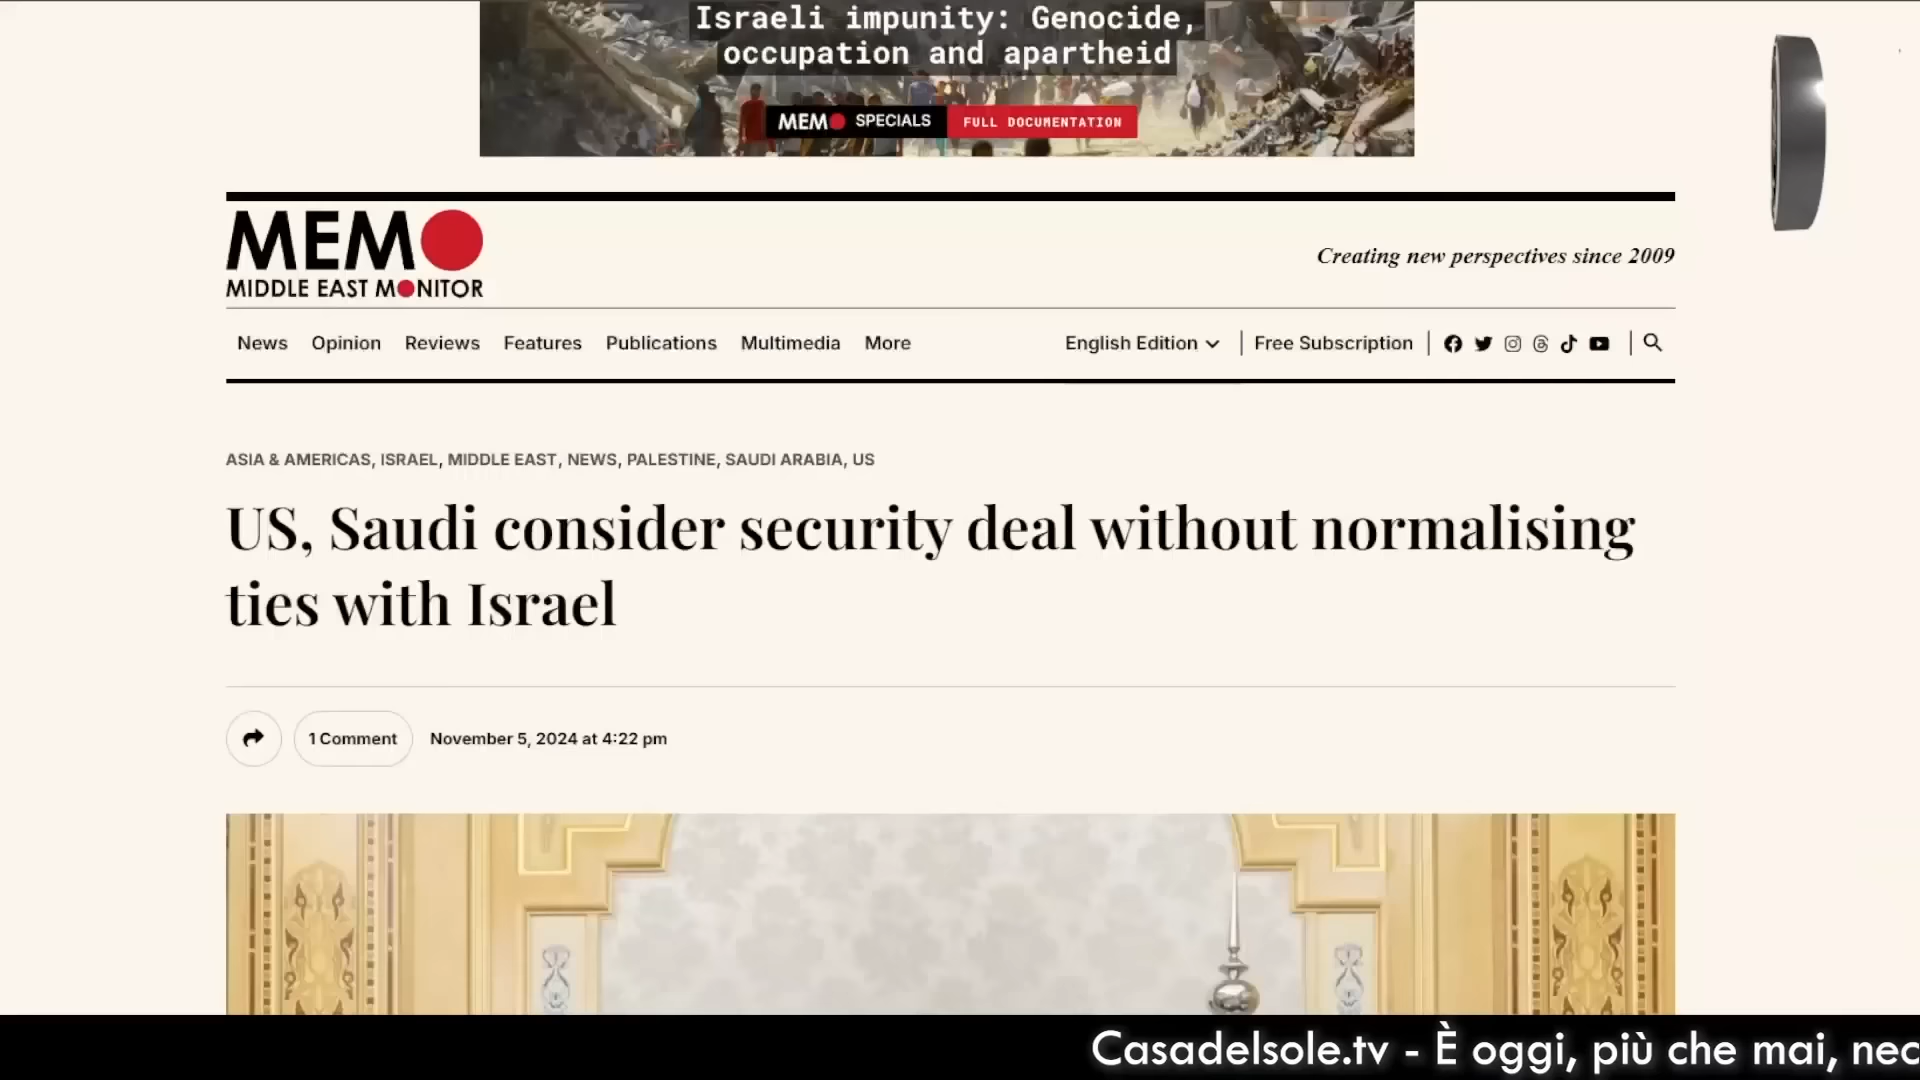 Israeli impunity: Genocide,
occupation and apartheid
MEMO SPECIALS FULL DOCUMENTATION
MEMO
MIDDLE EAST MONITOR
Creating new perspectives since 2009
News Opinion Reviews Features Publications Multimedia More English Edition Free Subscription
ASIA & AMERICAS, ISRAEL, MIDDLE EAST, NEWS, PALESTINE, SAUDI ARABIA, US
US, Saudi consider security deal without normalising
ties with Israel
1 Comment November 5, 2024 at 4:22 pm
Casadelsole.tv - È oggi, più che mai, nec